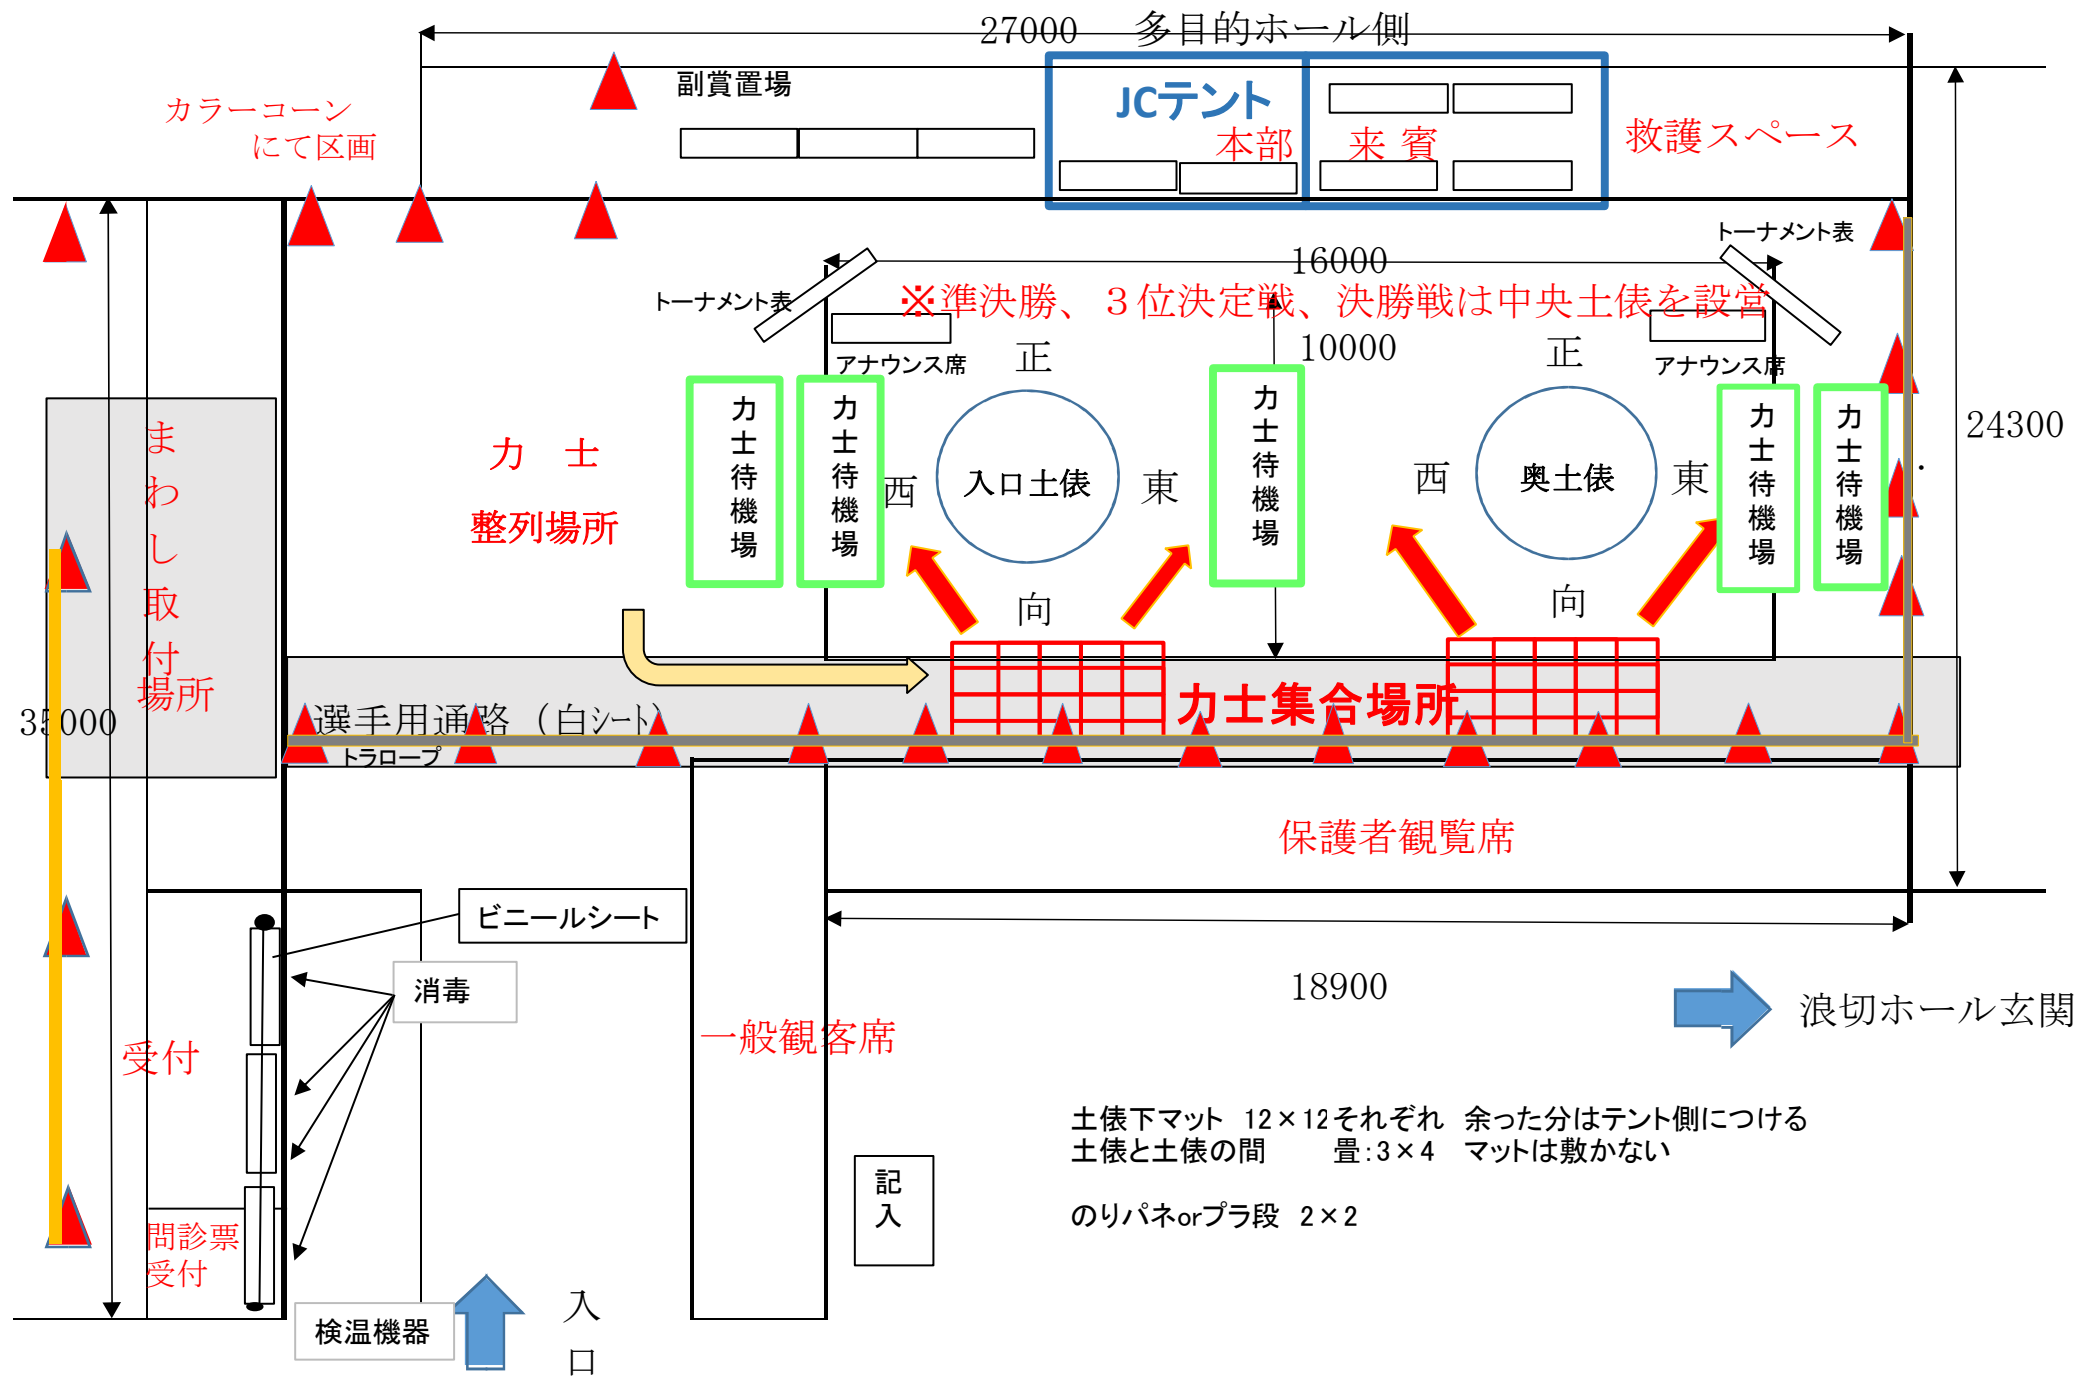 27000
多目的ホール側
カラーコーン
にて区画
副賞置場
JCテント
本部
来賓
救護スペース
トーナメント表
トーナメント表
16000
※準決勝、３位決定戦、決勝戦は中央土俵を設営
10000
アナウンス席
アナウンス席
正
正
24300
まわし取付
場所
力 士
整列場所
力士待機場
力士待機場
西
入口土俵
東
力士待機場
西
奥土俵
東
力士待機場
力士待機場
向
向
35000
選手用通路（白シート）
トラロープ
力士集合場所
保護者観覧席
ビニールシート
消毒
18900
浪切ホール玄関
受付
一般観客席
土俵下マット 12×12それぞれ 余った分はテント側につける
土俵と土俵の間 畳：3×4 マットは敷かない
のりパネorプラ段 2×2
記入
問診票
受付
検温機器
入口